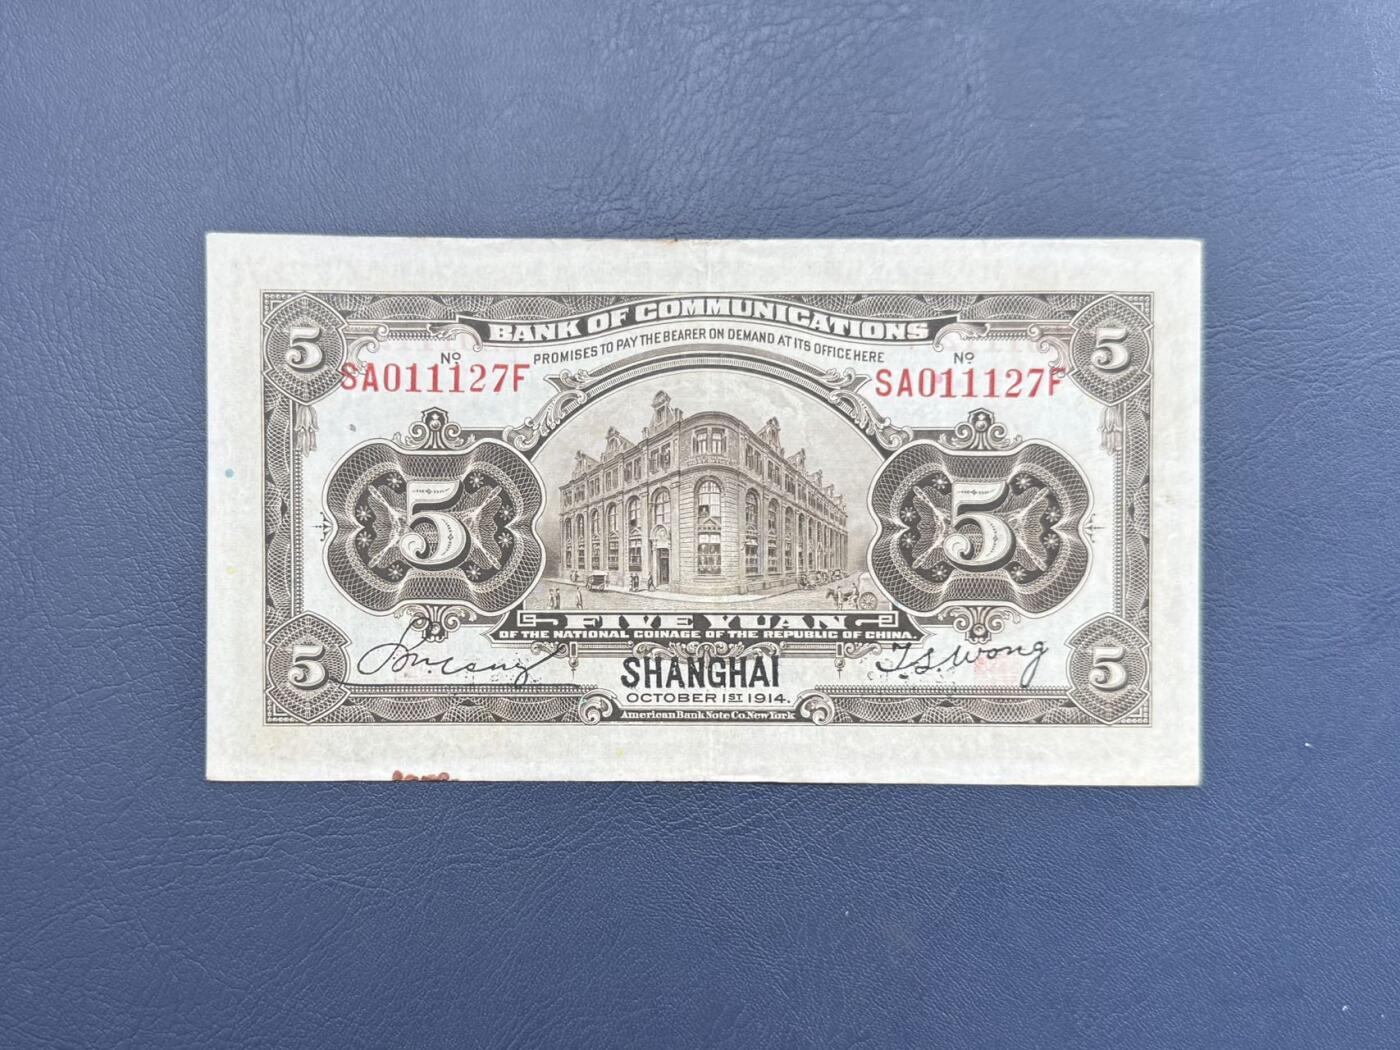 BANK OF COMMUNICATIONS
PROMISES TO PAY THE BEARER ON DEMAND AT ITS OFFICE HERE
No No
SA011127F SA011127F
5 5
5 5
FIVE YUAN
OF THE NATIONAL COINAGE OF THE REPUBLIC OF CHINA.
5 5
T.S. Wong
SHANGHAI
OCTOBER 1ST 1914.
American Bank Note Co. New York